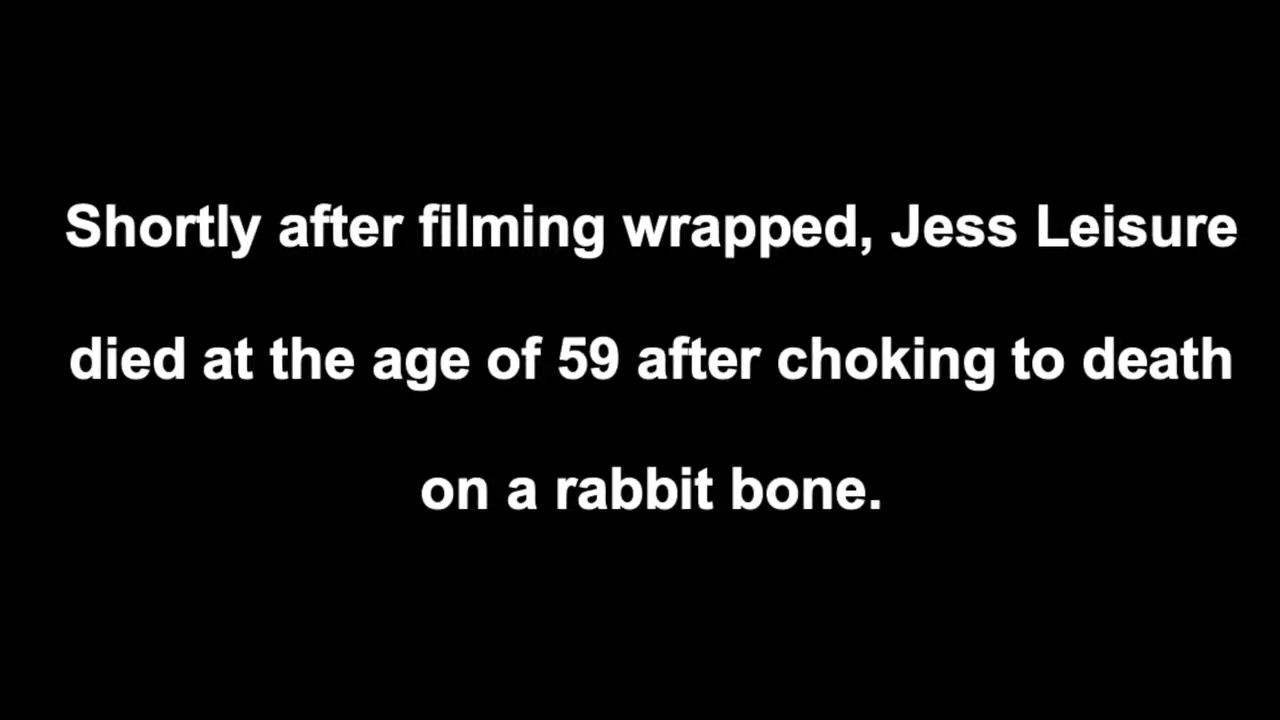 Shortly after filming wrapped, Jess Leisure
died at the age of 59 after choking to death
on a rabbit bone.